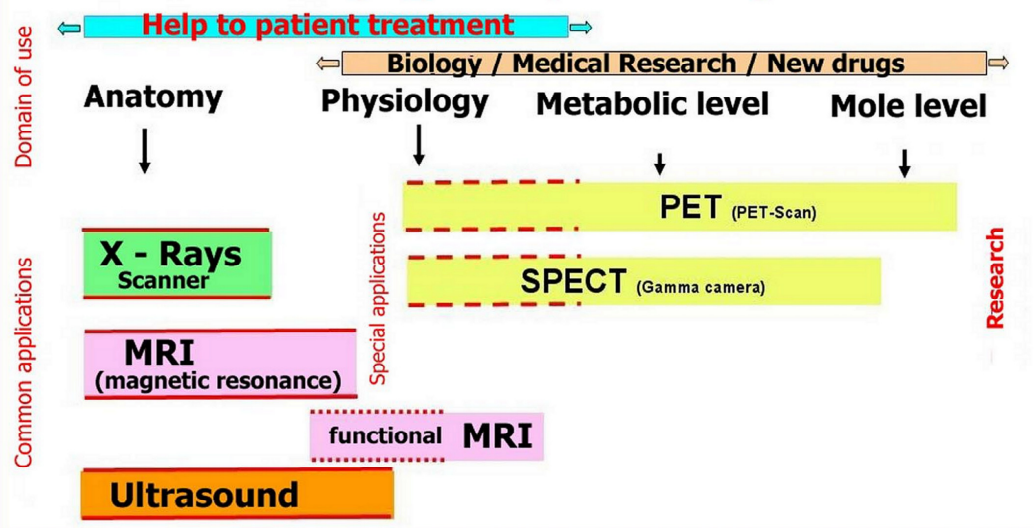 Help to patient treatment
Biology / Medical Research / New drugs
Domain of use
Anatomy
Physiology
Metabolic level
Mole level
PET (PET-Scan)
X - Rays
Scanner
SPECT (Gamma camera)
Special applications
Research
Common applications
MRI
(magnetic resonance)
functional MRI
Ultrasound